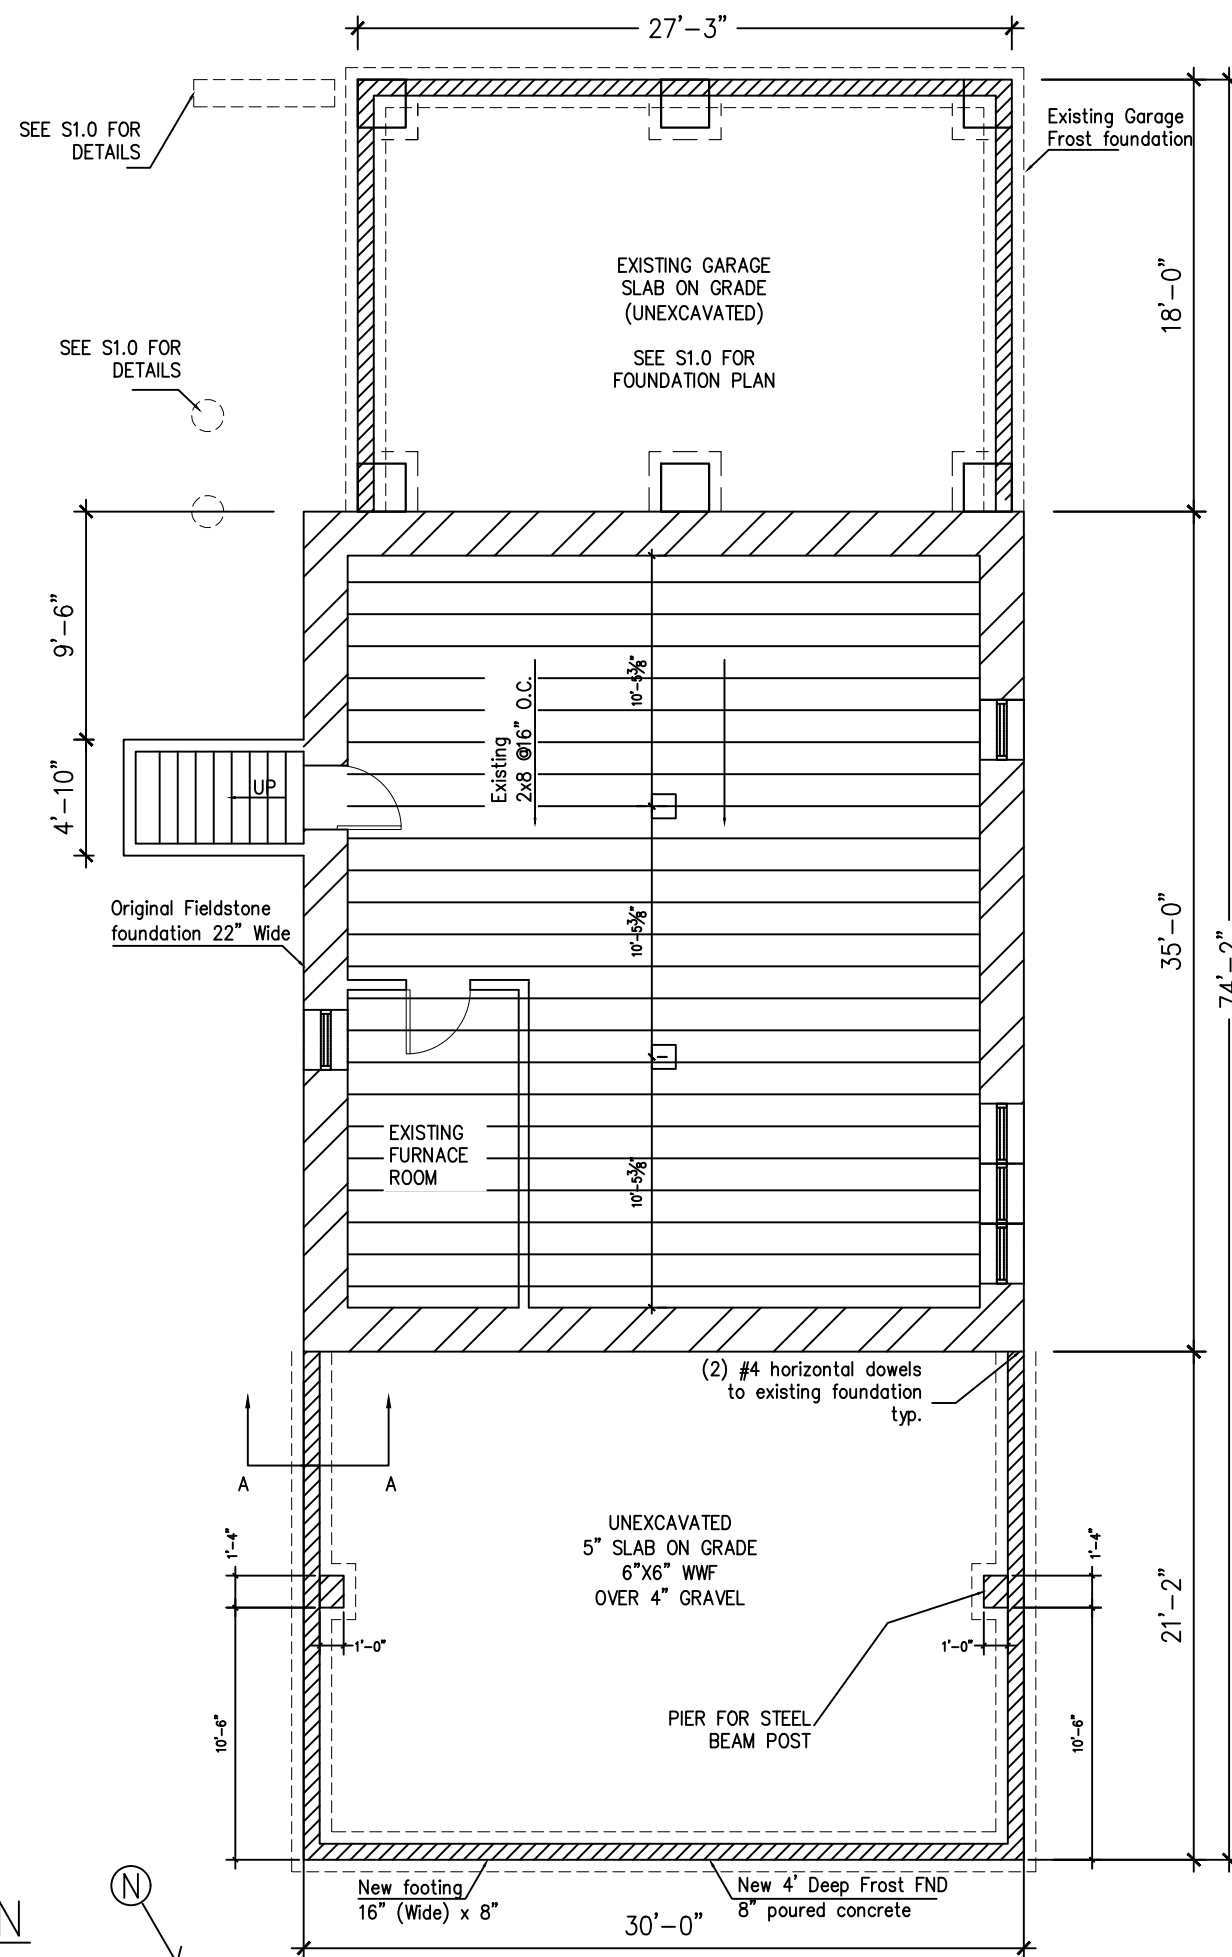 27'-3"
SEE S1.0 FOR
DETAILS
Existing Garage
Frost foundation
EXISTING GARAGE
SLAB ON GRADE
(UNEXCAVATED)
SEE S1.0 FOR
FOUNDATION PLAN
18'-0"
SEE S1.0 FOR
DETAILS
9'-6"
4'-10"
UP
Existing
2x8 @16" O.C.
10'-5⅜"
10'-5⅜"
10'-5⅜"
Original Fieldstone
foundation 22" Wide
35'-0"
74'-2"
EXISTING
FURNACE
ROOM
(2) #4 horizontal dowels
to existing foundation
typ.
A
A
UNEXCAVATED
5" SLAB ON GRADE
6"X6" WWF
OVER 4" GRAVEL
1'-4"
1'-4"
1'-0"
1'-0"
21'-2"
10'-6"
10'-6"
PIER FOR STEEL
BEAM POST
New footing
16" (Wide) x 8"
New 4' Deep Frost FND
8" poured concrete
30'-0"
N
N